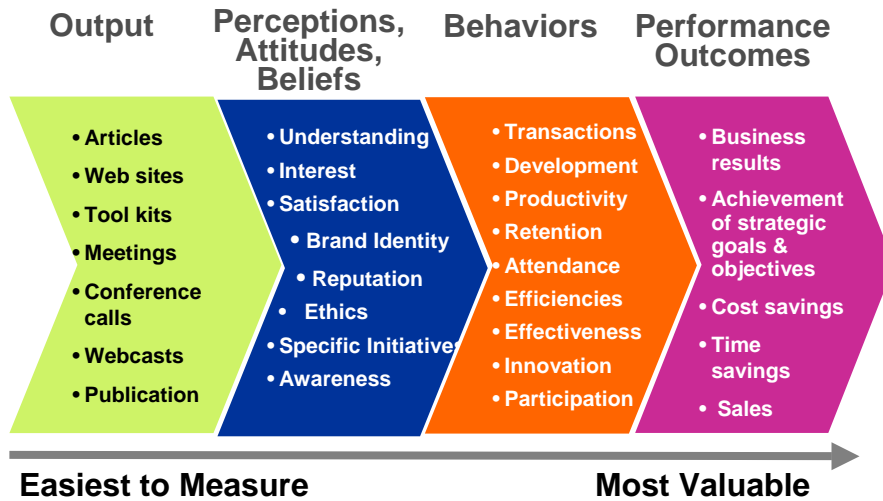 Output
Perceptions,
Attitudes,
Beliefs
Behaviors
Performance
Outcomes
• Articles
• Web sites
• Tool kits
• Meetings
• Conference
calls
• Webcasts
• Publication
• Understanding
• Interest
• Satisfaction
• Brand Identity
• Reputation
• Ethics
• Specific Initiatives
• Awareness
• Transactions
• Development
• Productivity
• Retention
• Attendance
• Efficiencies
• Effectiveness
• Innovation
• Participation
• Business
results
• Achievement
of strategic
goals &
objectives
• Cost savings
• Time
savings
• Sales
Easiest to Measure
Most Valuable